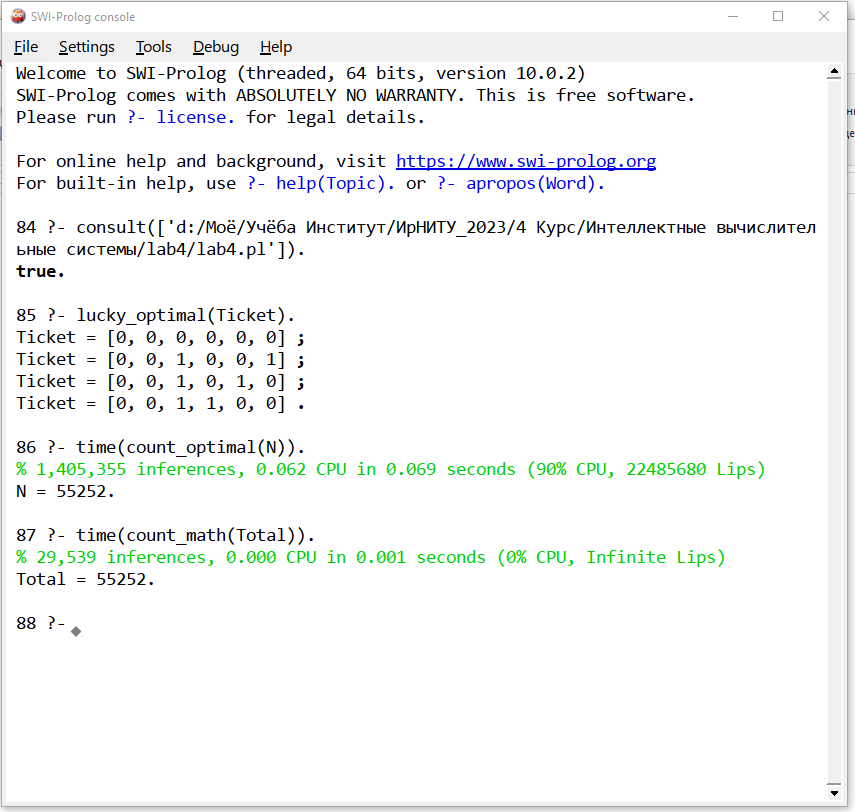 SWI-Prolog console
File Settings Tools Debug Help
Welcome to SWI-Prolog (threaded, 64 bits, version 10.0.2)
SWI-Prolog comes with ABSOLUTELY NO WARRANTY. This is free software.
Please run ?- license. for legal details.
For online help and background, visit https://www.swi-prolog.org
For built-in help, use ?- help(Topic). or ?- apropos(Word).
84 ?- consult(['d:/Моё/Учёба Институт/ИрНИТУ_2023/4 Курс/Интеллектные вычислител
ьные системы/lab4/lab4.pl']).
true.
85 ?- lucky_optimal(Ticket).
Ticket = [0, 0, 0, 0, 0, 0] ;
Ticket = [0, 0, 1, 0, 0, 1] ;
Ticket = [0, 0, 1, 0, 1, 0] ;
Ticket = [0, 0, 1, 1, 0, 0] .
86 ?- time(count_optimal(N)).
% 1,405,355 inferences, 0.062 CPU in 0.069 seconds (90% CPU, 22485680 Lips)
N = 55252.
87 ?- time(count_math(Total)).
% 29,539 inferences, 0.000 CPU in 0.001 seconds (0% CPU, Infinite Lips)
Total = 55252.
88 ?-